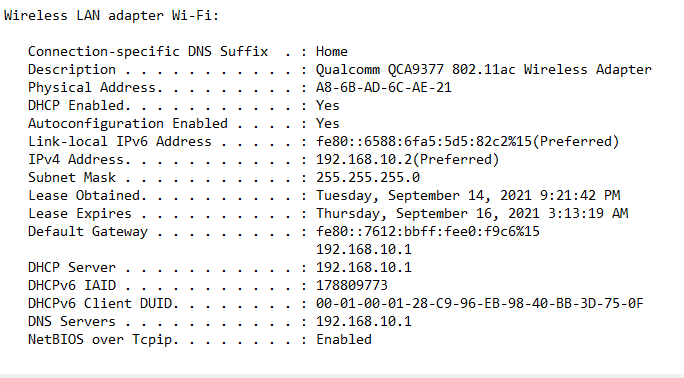 Wireless LAN adapter Wi-Fi:
Connection-specific DNS Suffix  . : Home
Description . . . . . . . . . . . : Qualcomm QCA9377 802.11ac Wireless Adapter
Physical Address. . . . . . . . . : A8-6B-AD-6C-AE-21
DHCP Enabled. . . . . . . . . . . : Yes
Autoconfiguration Enabled . . . . : Yes
Link-local IPv6 Address . . . . . : fe80::6588:6fa5:5d5:82c2%15(Preferred)
IPv4 Address. . . . . . . . . . . : 192.168.10.2(Preferred)
Subnet Mask . . . . . . . . . . . : 255.255.255.0
Lease Obtained. . . . . . . . . . : Tuesday, September 14, 2021 9:21:42 PM
Lease Expires . . . . . . . . . . : Thursday, September 16, 2021 3:13:19 AM
Default Gateway . . . . . . . . . : fe80::7612:bbff:fee0:f9c6%15
192.168.10.1
DHCP Server . . . . . . . . . . . : 192.168.10.1
DHCPv6 IAID . . . . . . . . . . . : 178809773
DHCPv6 Client DUID. . . . . . . . : 00-01-00-01-28-C9-96-EB-98-40-BB-3D-75-0F
DNS Servers . . . . . . . . . . . : 192.168.10.1
NetBIOS over Tcpip. . . . . . . . : Enabled